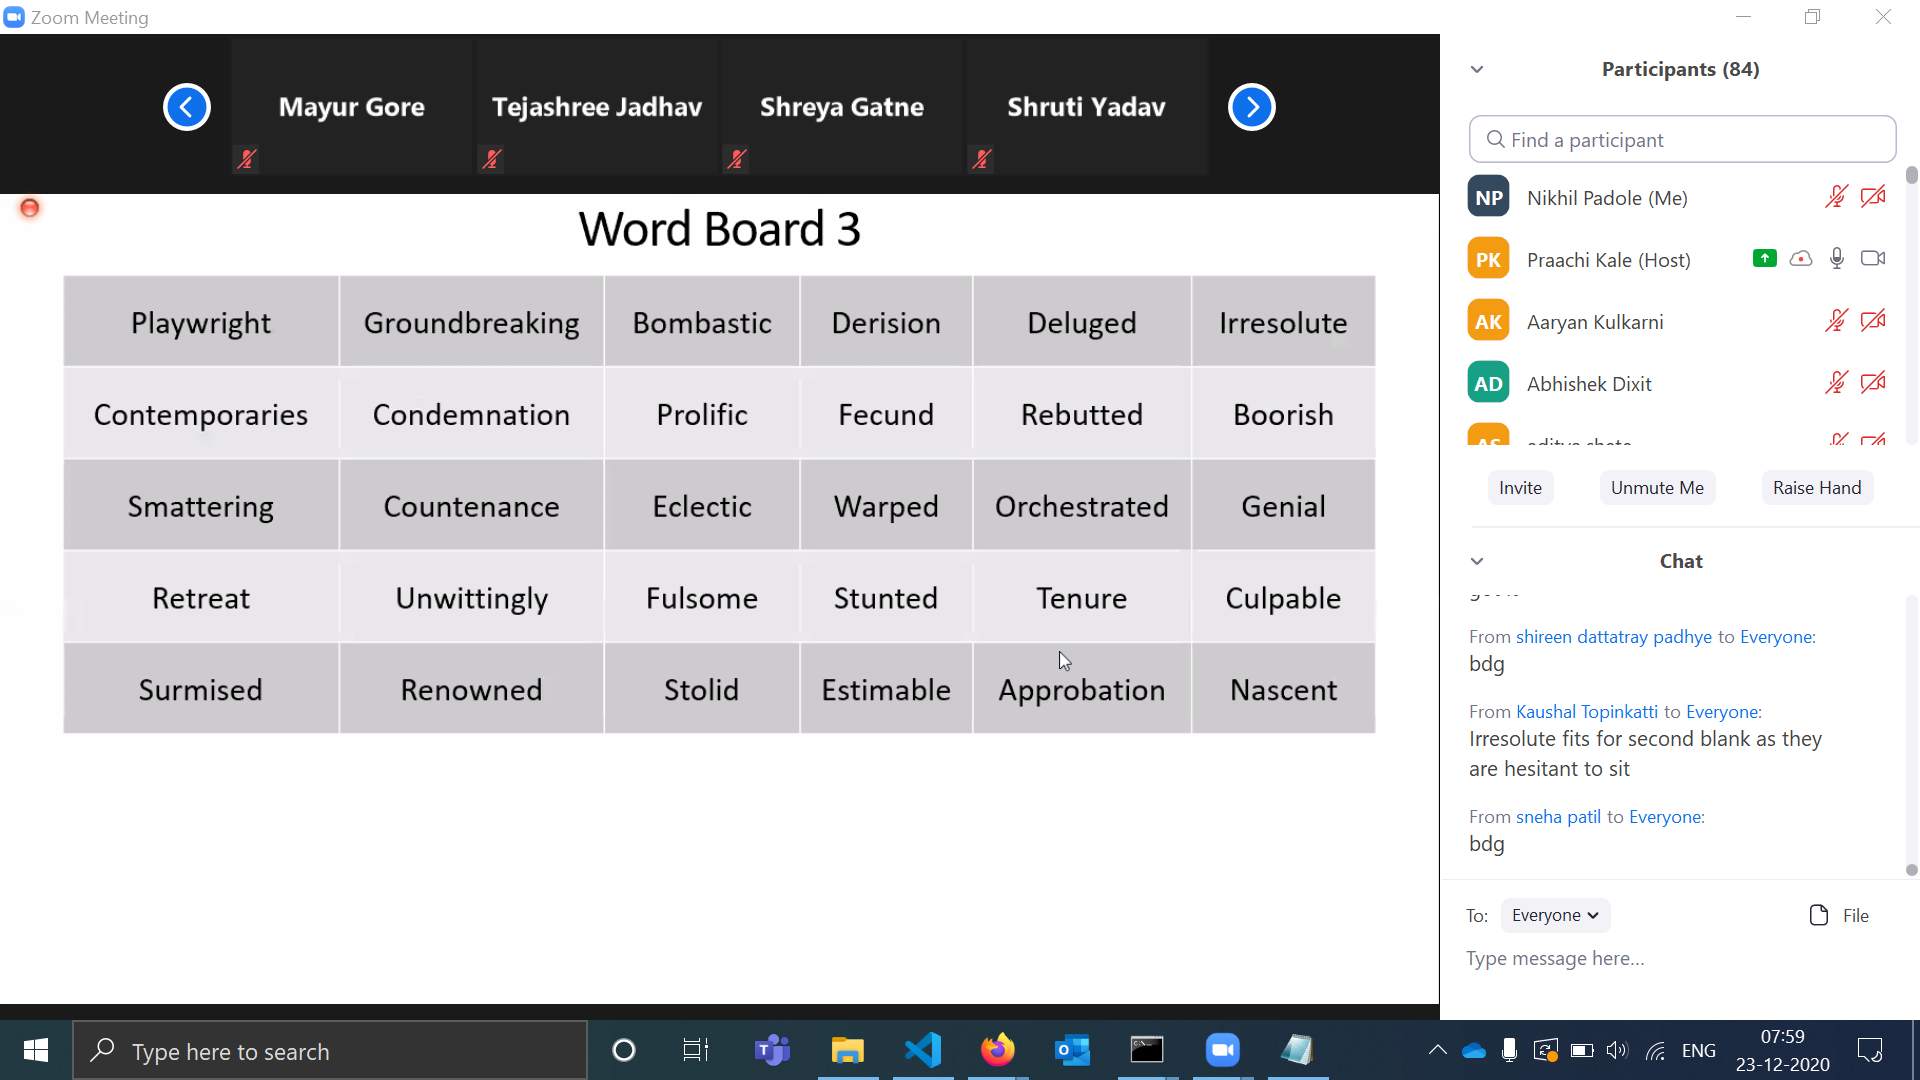 Zoom Meeting
Mayur Gore
Tejashree Jadhav
Shreya Gatne
Shruti Yadav
Word Board 3
Playwright Groundbreaking Bombastic Derision Deluged Irresolute
Contemporaries Condemnation Prolific Fecund Rebutted Boorish
Smattering Countenance Eclectic Warped Orchestrated Genial
Retreat Unwittingly Fulsome Stunted Tenure Culpable
Surmised Renowned Stolid Estimable Approbation Nascent
Participants (84)
Find a participant
NP Nikhil Padole (Me)
PK Praachi Kale (Host)
AK Aaryan Kulkarni
AD Abhishek Dixit
Invite Unmute Me Raise Hand
Chat
From shireen dattatray padhye to Everyone:
bdg
From Kaushal Topinkatti to Everyone:
Irresolute fits for second blank as they
are hesitant to sit
From sneha patil to Everyone:
bdg
To: Everyone File
Type message here...
Type here to search
ENG
07:59
23-12-2020